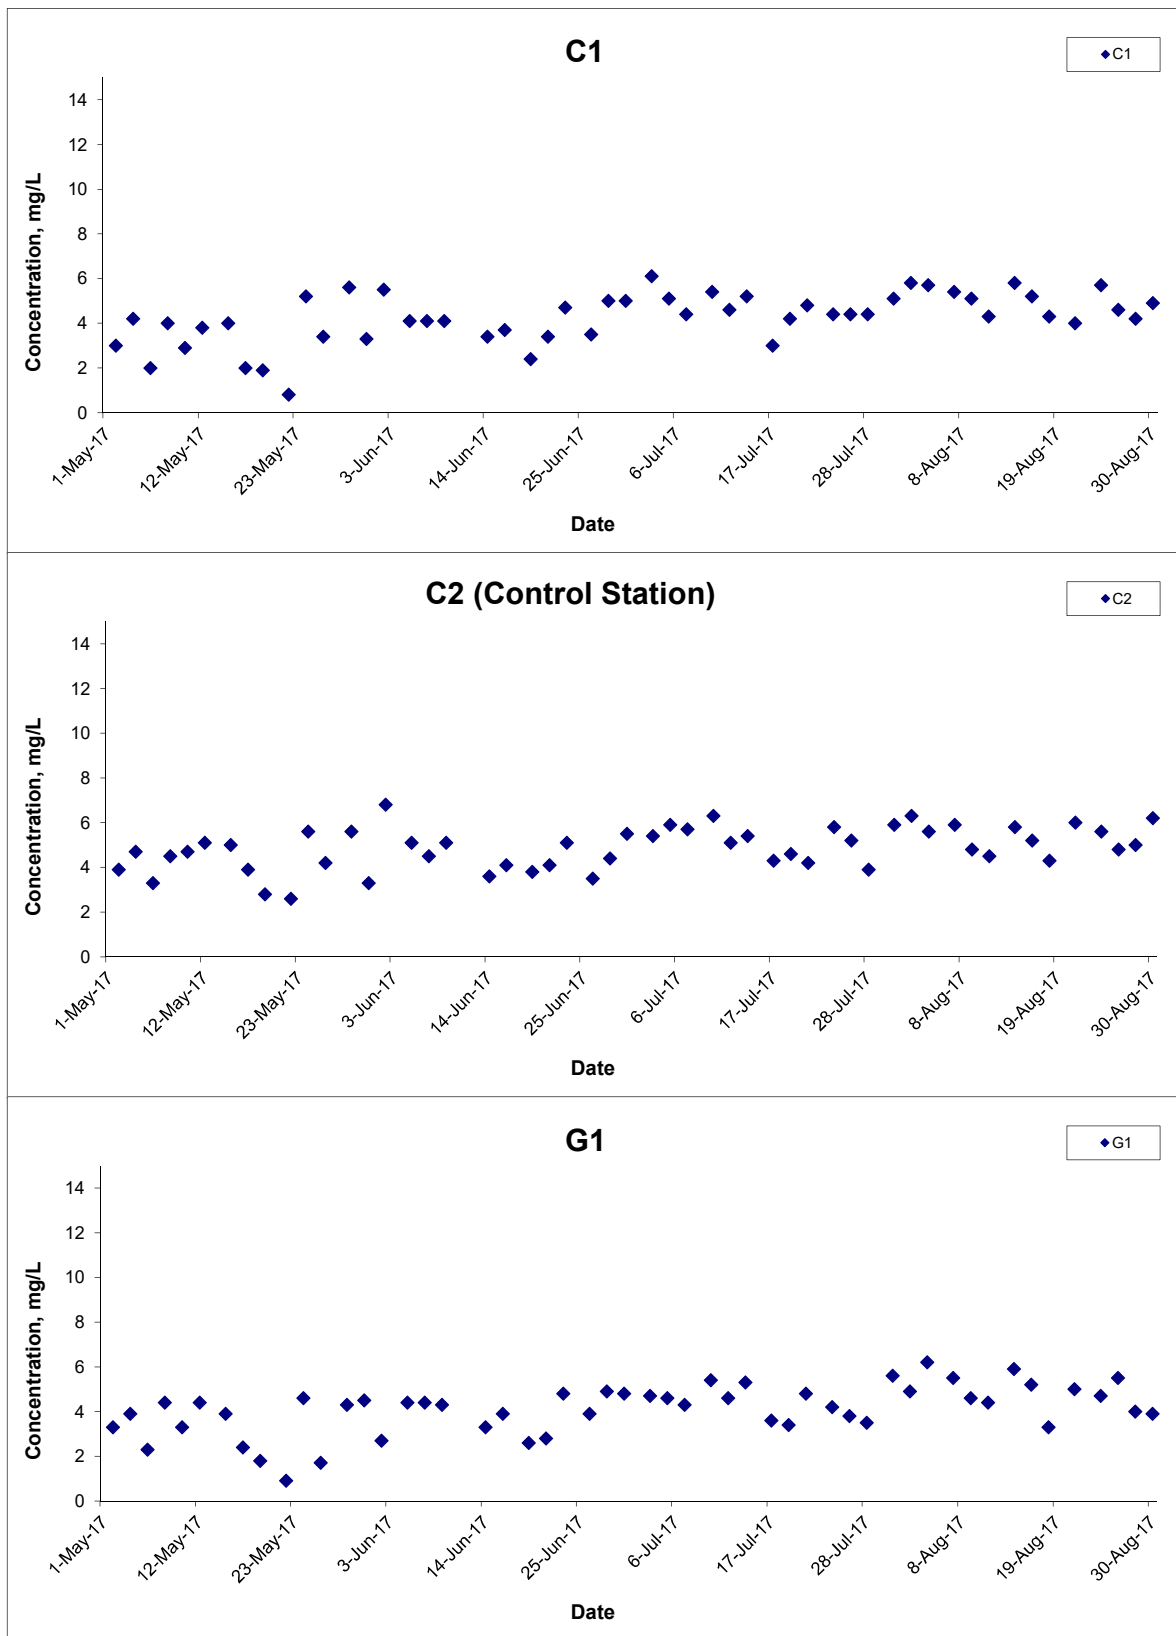 C1
C1
14
12
10
8
6
4
2
0
Concentration, mg/L
1-May-17
12-May-17
23-May-17
3-Jun-17
14-Jun-17
25-Jun-17
6-Jul-17
17-Jul-17
28-Jul-17
8-Aug-17
19-Aug-17
30-Aug-17
Date
C2 (Control Station)
C2
14
12
10
8
6
4
2
0
Concentration, mg/L
1-May-17
12-May-17
23-May-17
3-Jun-17
14-Jun-17
25-Jun-17
6-Jul-17
17-Jul-17
28-Jul-17
8-Aug-17
19-Aug-17
30-Aug-17
Date
G1
G1
14
12
10
8
6
4
2
0
Concentration, mg/L
1-May-17
12-May-17
23-May-17
3-Jun-17
14-Jun-17
25-Jun-17
6-Jul-17
17-Jul-17
28-Jul-17
8-Aug-17
19-Aug-17
30-Aug-17
Date